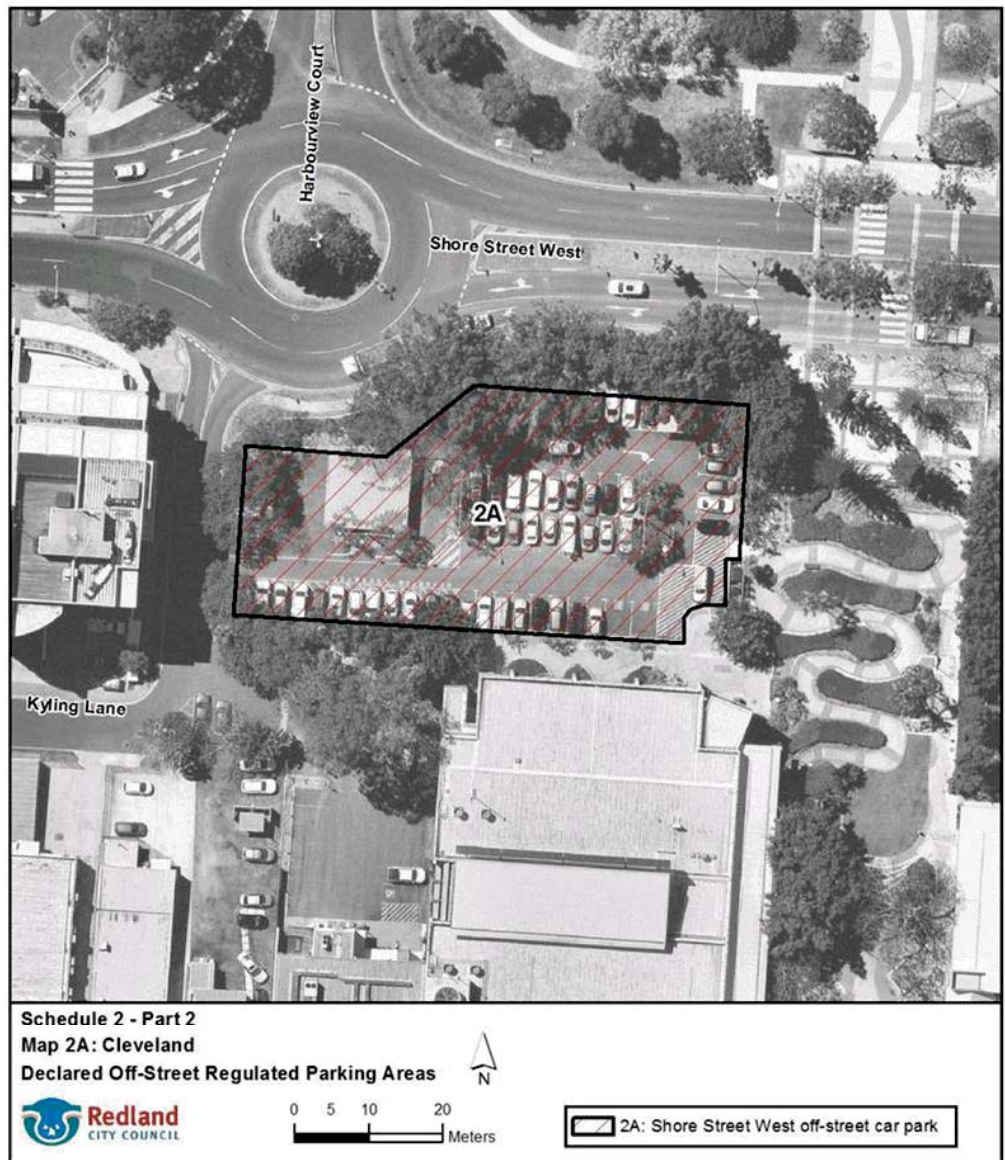 Harbourview Court
Shore Street West
2A
Kyling Lane
Schedule 2 - Part 2
Map 2A: Cleveland
Declared Off-Street Regulated Parking Areas
N
Redland
CITY COUNCIL
0 5 10 20
Meters
2A: Shore Street West off-street car park